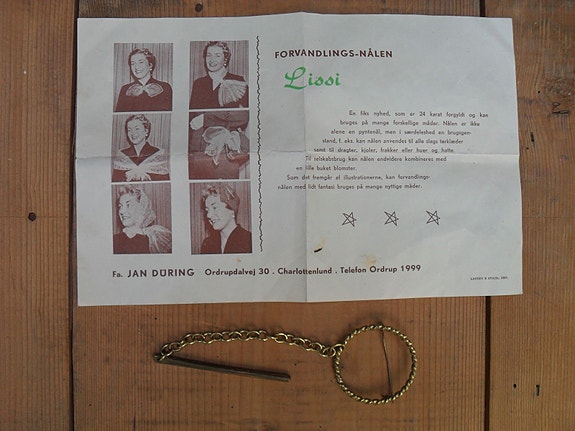 FORVANDLINGS-NÅLEN
Lissi
En fiks nyhed, som er 24 karat forgyldt og kan
bruges på mange forskellige måder. Nålen er ikke
alene en pyntenål, men i særdeleshed en brugsgen-
stand, f. eks. kan nålen anvendes til alle slags tørklæder
samt til dragter, kjoler, frakker eller huer og hatte.
Til selskabsbrug kan nålen endvidere kombineres med
en lille buket blomster.
Som det fremgår af illustrationerne, kan forvandlings-
nålen med lidt fantasi bruges på mange nyttige måder.
Fa. JAN DÜRING Ordrupdalvej 30 . Charlottenlund . Telefon Ordrup 1999